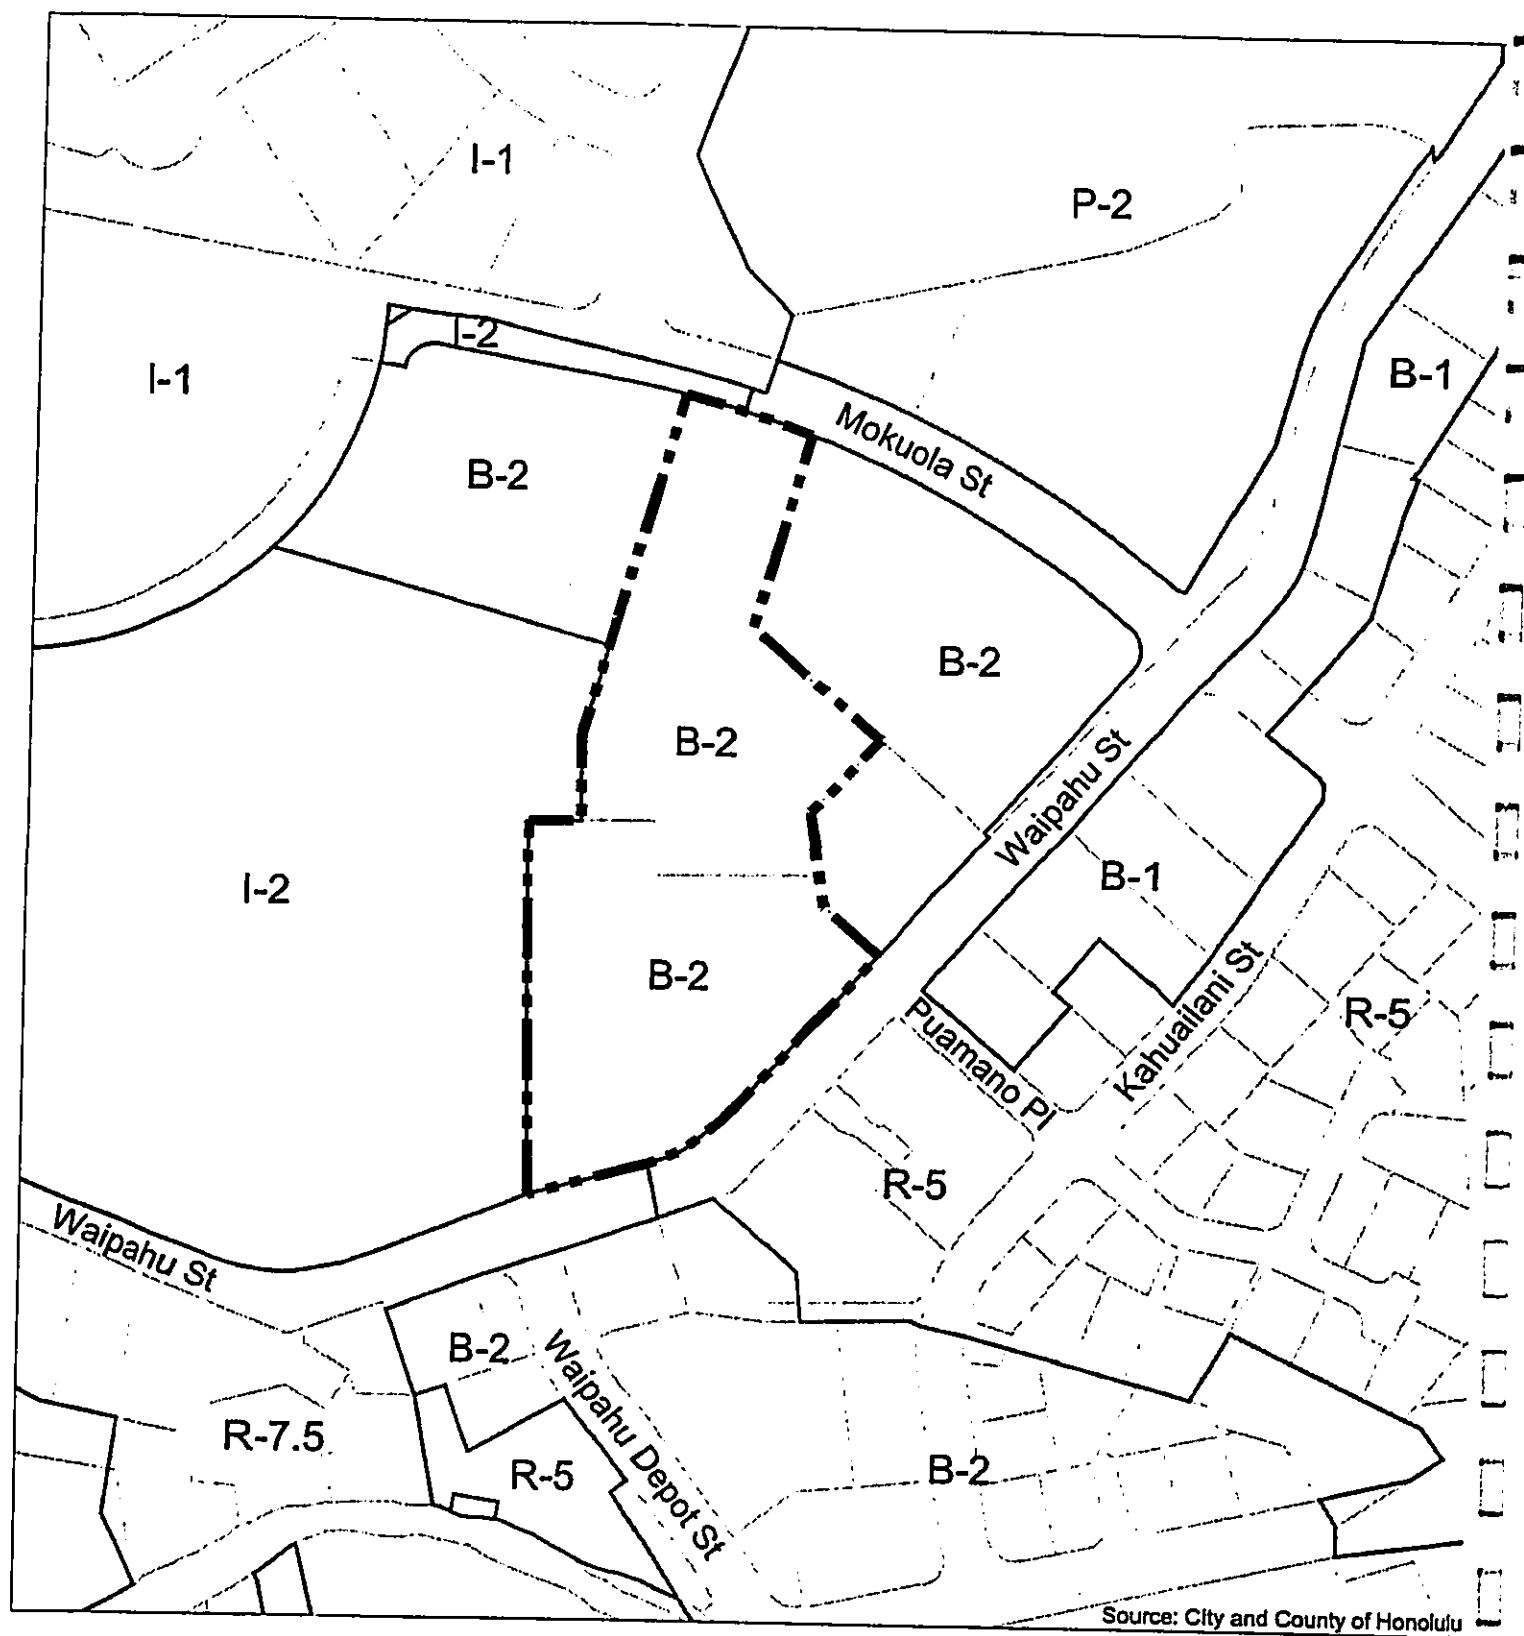 I-1
P-2
I-2
I-1
B-1
Mokuola St
B-2
B-2
B-2
Waipahu St
B-1
I-2
B-2
Kahuailani St
R-5
Puamano Pl
R-5
Waipahu St
B-2
Waipahu Depot St
R-7.5
R-5
B-2
Source: City and County of Honolulu